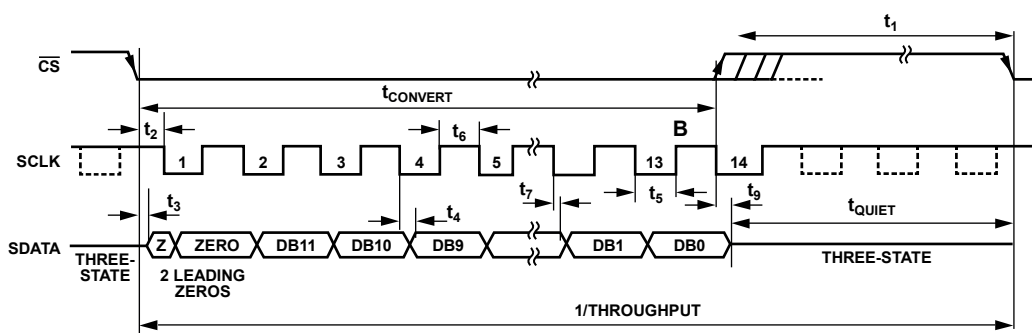 t1
CS
tCONVERT
t2
t6
B
SCLK
1
2
3
4
5
13
14
t3
t4
t7
t5
t9
tQUIET
SDATA
Z
ZERO
DB11
DB10
DB9
DB1
DB0
THREE-
STATE
2 LEADING
ZEROS
THREE-STATE
1/THROUGHPUT